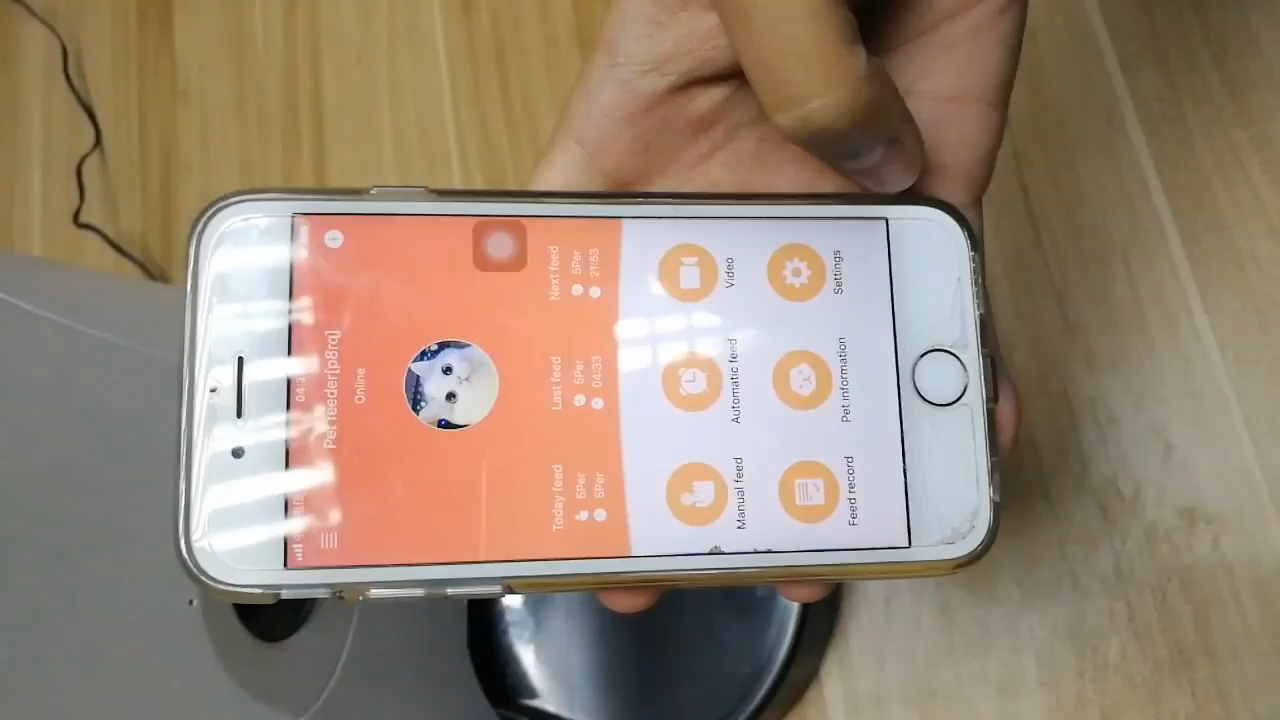 Pet feeder[p8rq]
Online
Today feed
Last feed
Next feed
5Per
5Per
5Per
5Per
04:33
21:53
Manual feed
Automatic feed
Video
Feed record
Pet information
Settings